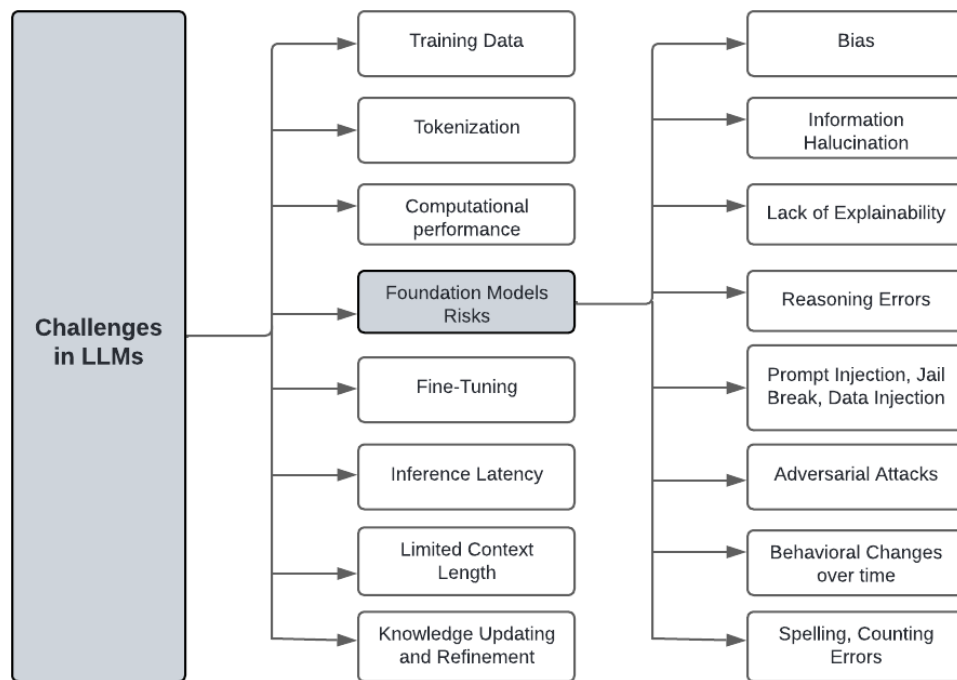 Challenges
in LLMs
Training Data
Tokenization
Computational
performance
Foundation Models
Risks
Fine-Tuning
Inference Latency
Limited Context
Length
Knowledge Updating
and Refinement
Bias
Information
Halucination
Lack of Explainability
Reasoning Errors
Prompt Injection, Jail
Break, Data Injection
Adversarial Attacks
Behavioral Changes
over time
Spelling, Counting
Errors